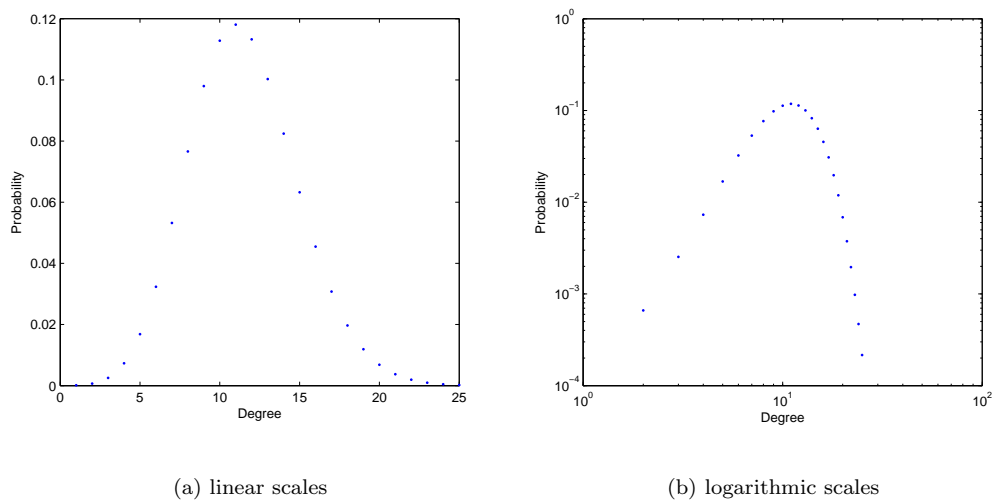 0.12
0.1
0.08
0.06
0.04
0.02
0
0 5 10 15 20 25
Probability
Degree
(a) linear scales
10^0
10^-1
10^-2
10^-3
10^-4
10^0 10^1 10^2
Probability
Degree
(b) logarithmic scales